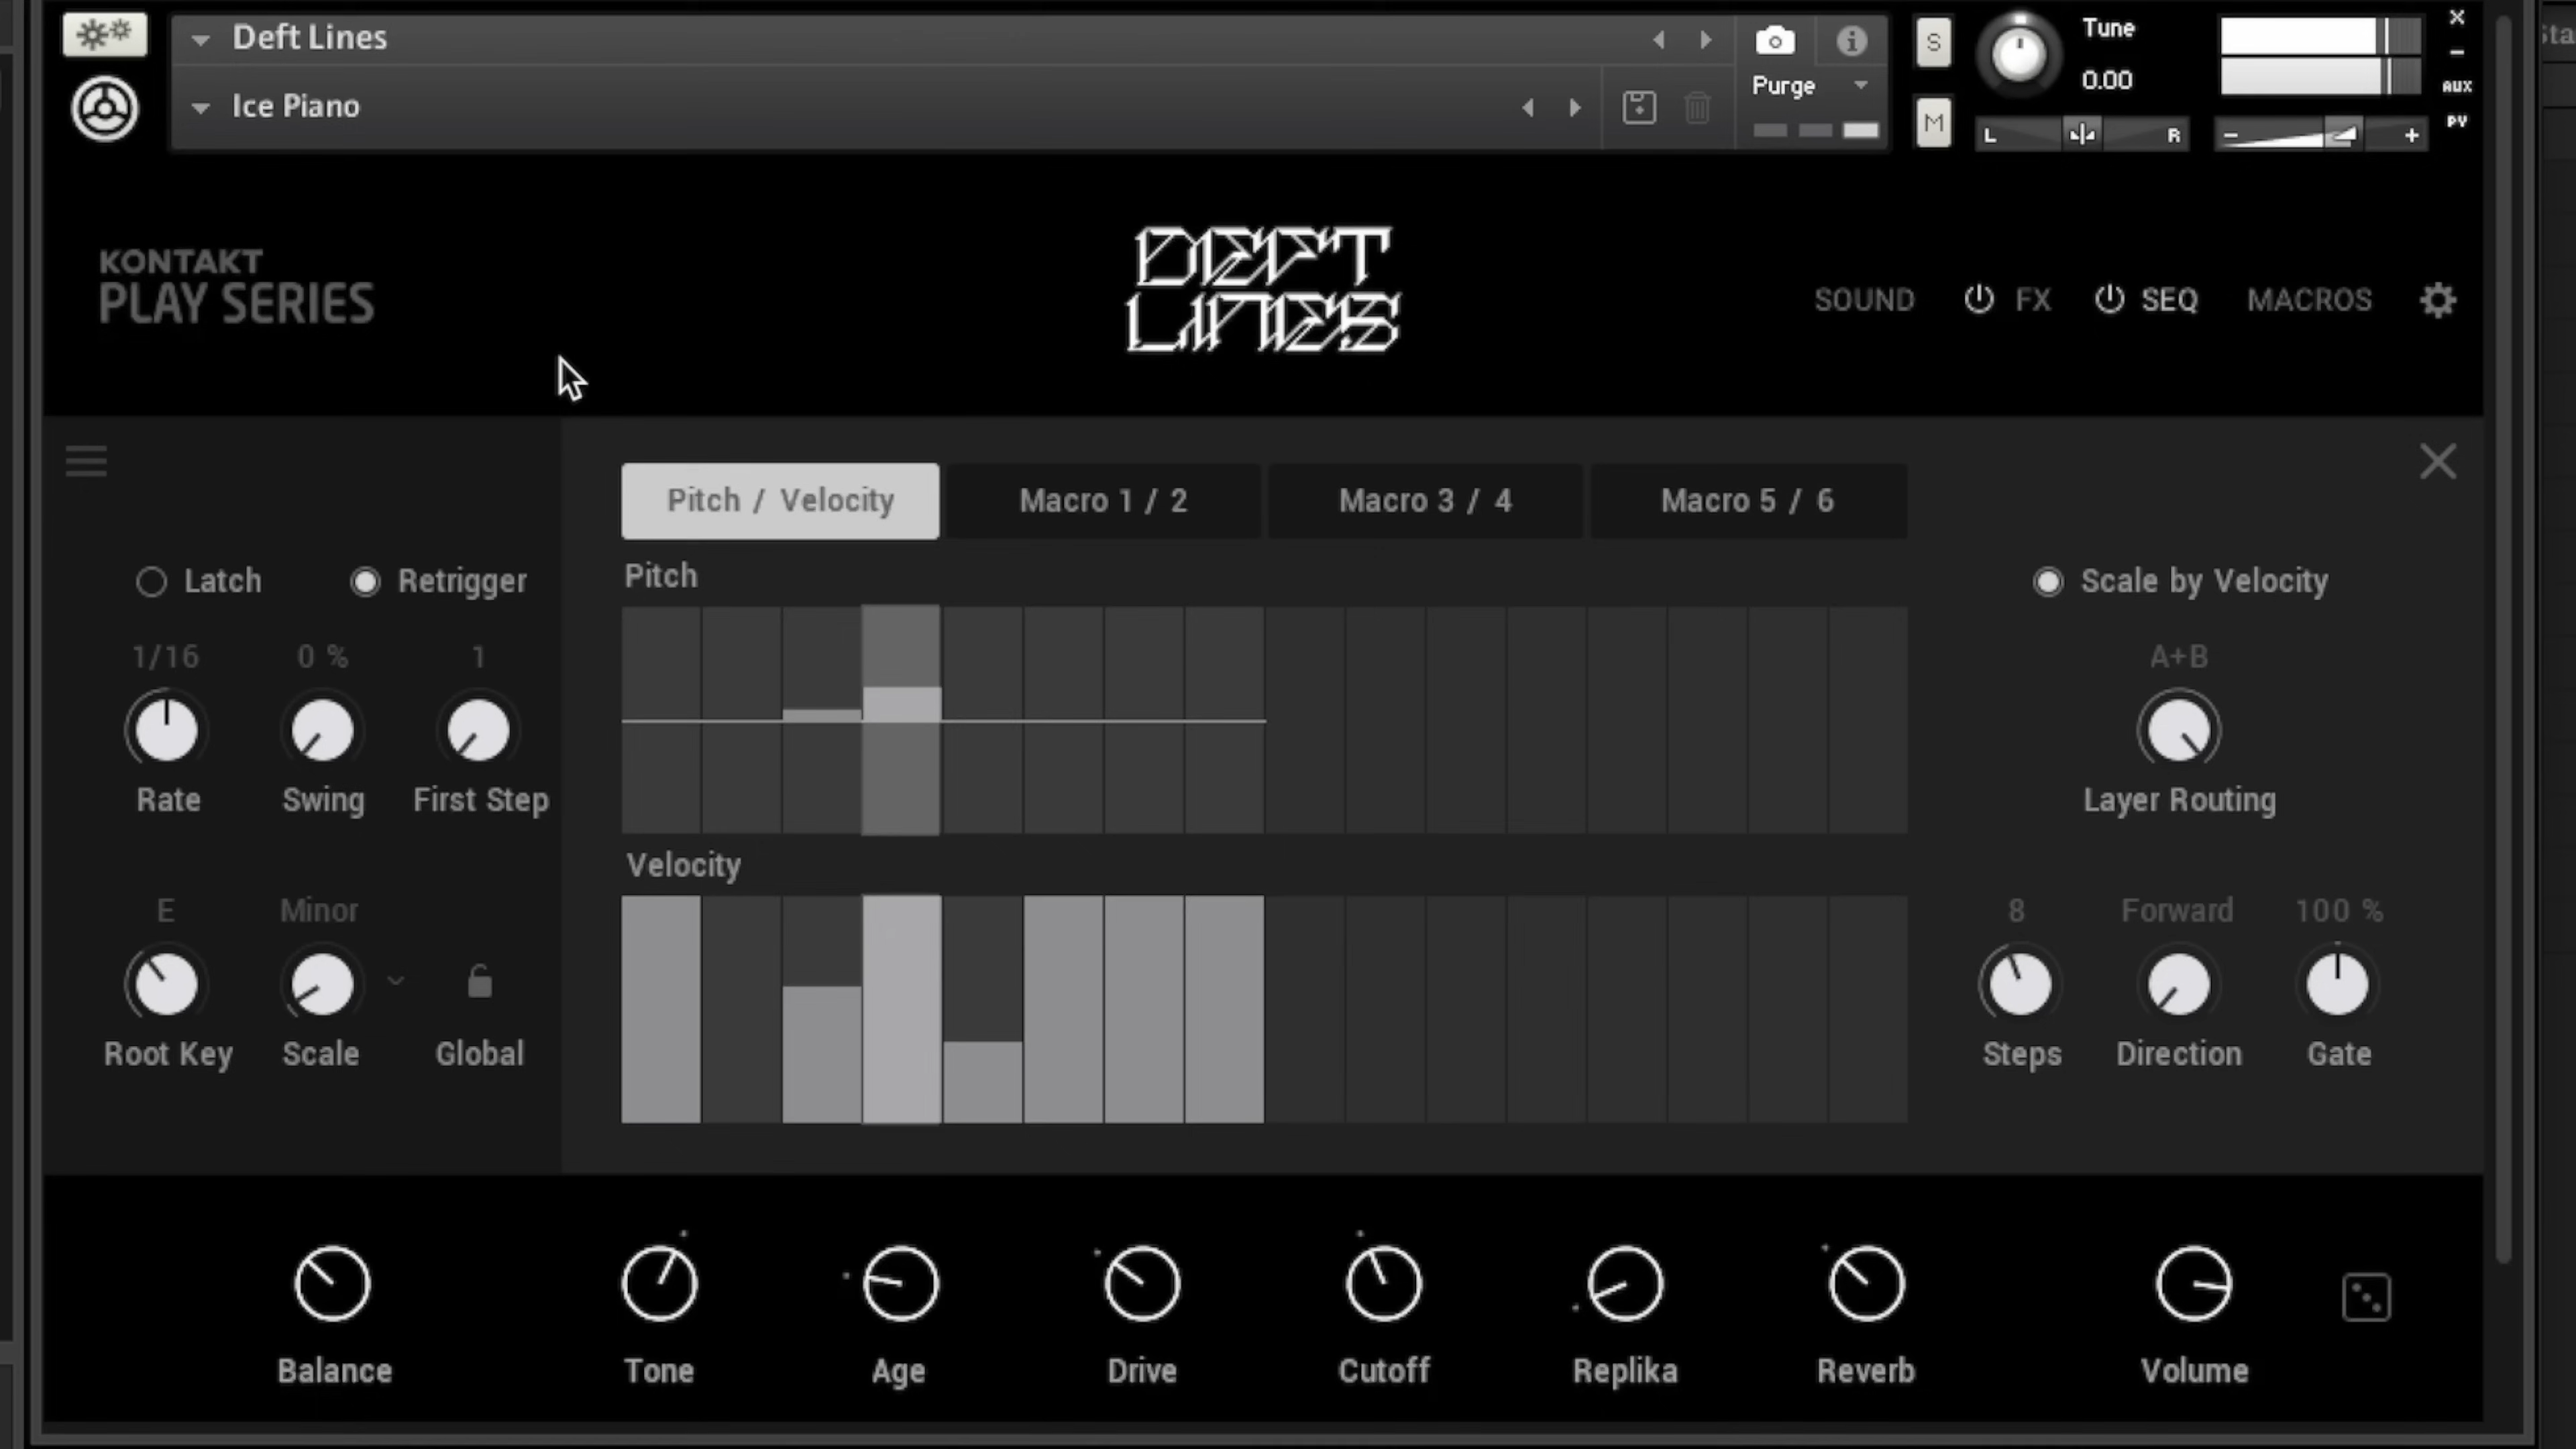 Deft Lines
Ice Piano
Purge
S
M
Tune
0.00
L
R
−
+
AUX
PV
KONTAKT
PLAY SERIES
DEFT
LINES
SOUND
FX
SEQ
MACROS
Pitch / Velocity
Macro 1 / 2
Macro 3 / 4
Macro 5 / 6
Latch
Retrigger
Pitch
Scale by Velocity
1/16
0 %
1
A+B
Rate
Swing
First Step
Layer Routing
Velocity
E
Minor
8
Forward
100 %
Root Key
Scale
Global
Steps
Direction
Gate
Balance
Tone
Age
Drive
Cutoff
Replika
Reverb
Volume